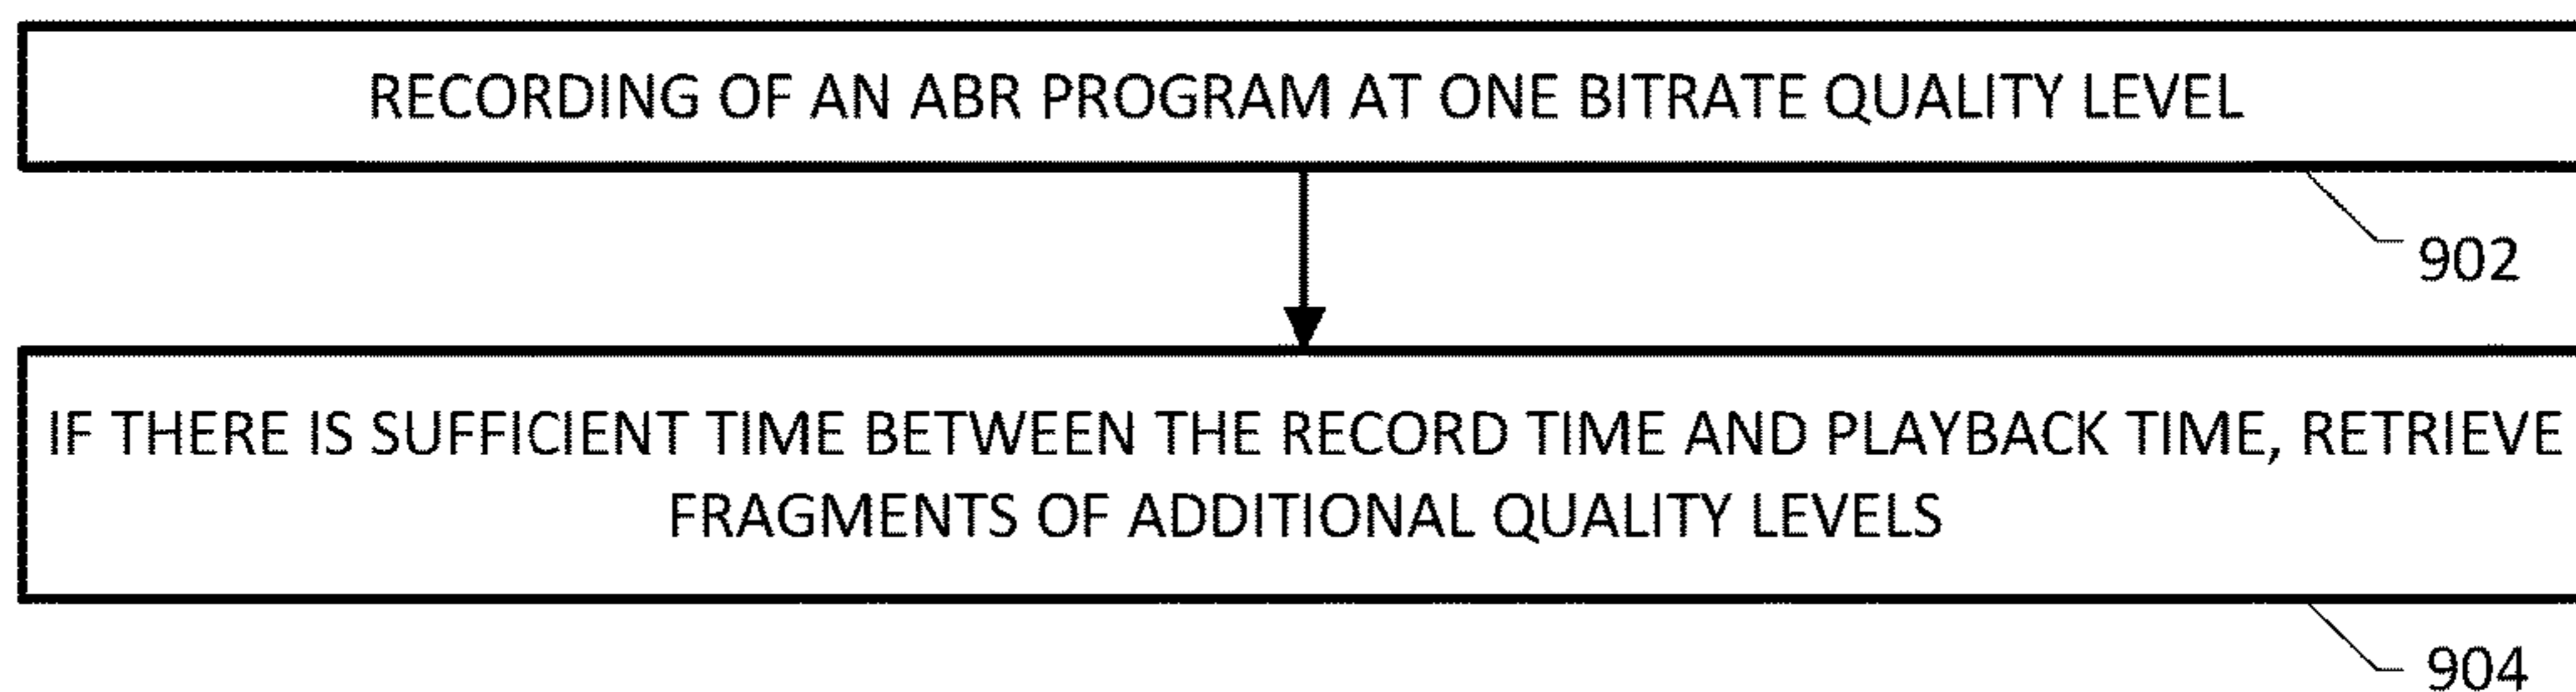 RECORDING OF AN ABR PROGRAM AT ONE BITRATE QUALITY LEVEL
902
IF THERE IS SUFFICIENT TIME BETWEEN THE RECORD TIME AND PLAYBACK TIME, RETRIEVE
FRAGMENTS OF ADDITIONAL QUALITY LEVELS
904